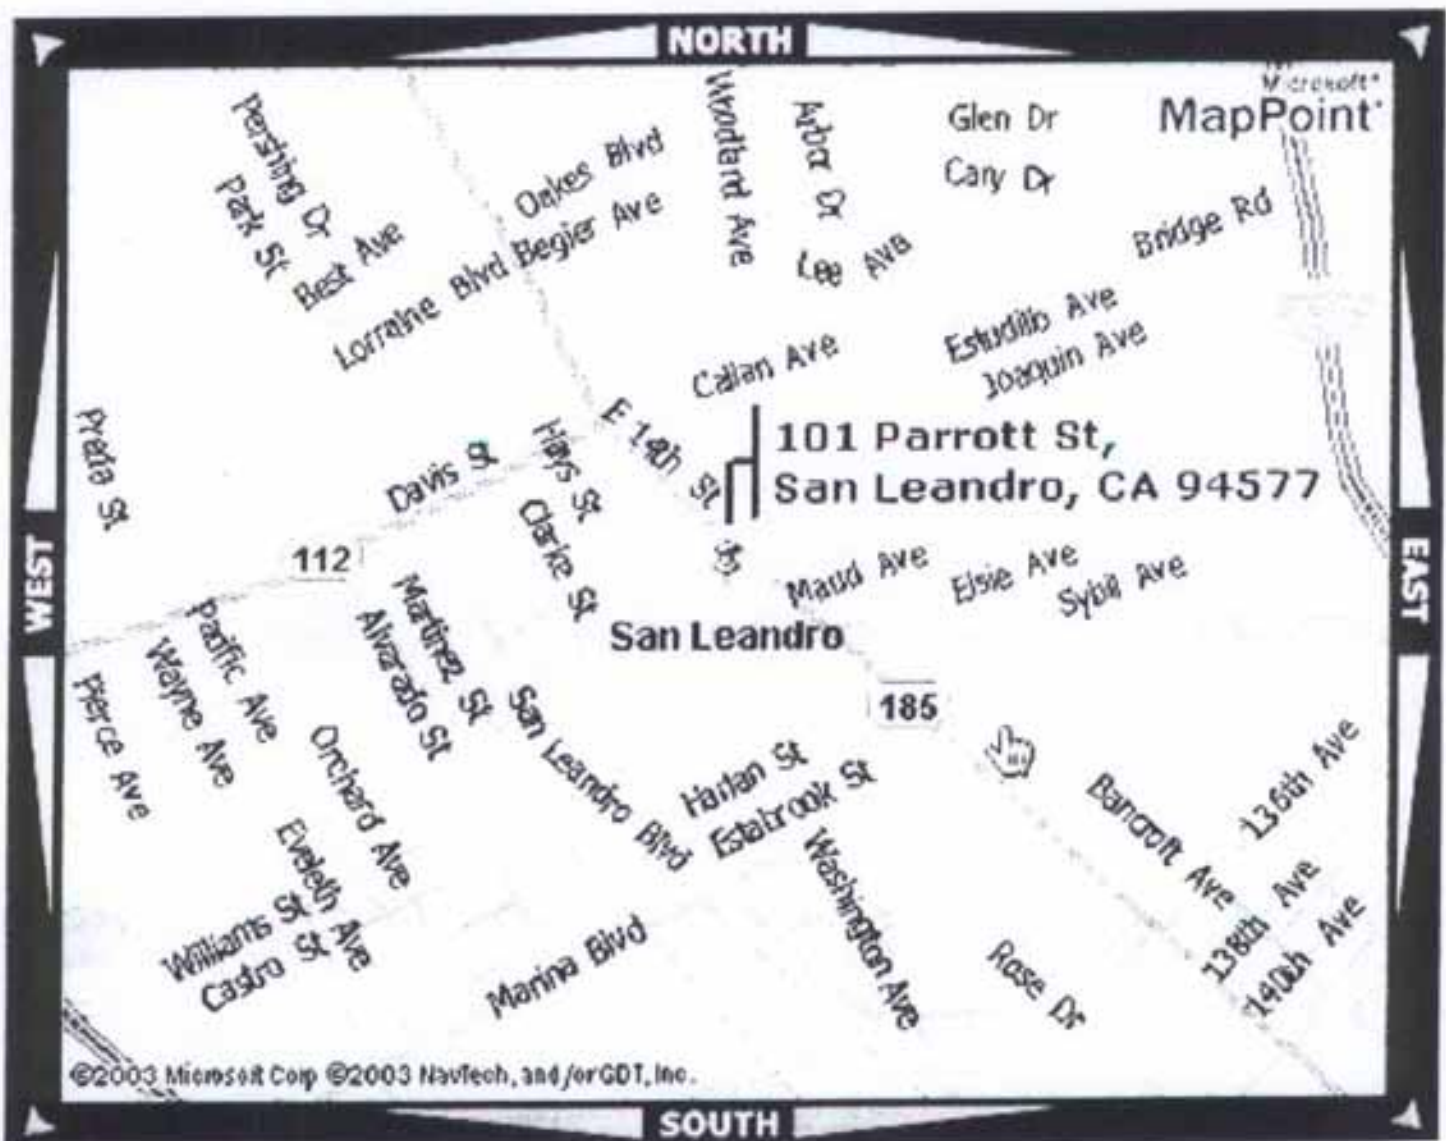 NORTH
Microsoft®
MapPoint®
Pershing Dr
Park St
Best Ave
Oakes Blvd
Lorraine Blvd
Begier Ave
Woodland Ave
Arbor Dr
Glen Dr
Cary Dr
Lee Ave
Bridge Rd
Estudillo Ave
Joaquin Ave
Callan Ave
E 14th St
101 Parrott St,
San Leandro, CA 94577
Preda St
Davis St
Hays St
Clarke St
112
WEST
EAST
Maud Ave
Elsie Ave
Sybil Ave
San Leandro
Martinez St
Alvarado St
Pacific Ave
Wayne Ave
Pierce Ave
185
San Leandro Blvd
Orchard Ave
Harlan St
Estabrook St
Bancroft Ave
136th Ave
138th Ave
140th Ave
Eveleth Ave
Williams St
Castro St
Washington Ave
Marina Blvd
Rose Dr
©2003 Microsoft Corp ©2003 NavTech, and/or GDT, Inc.
SOUTH